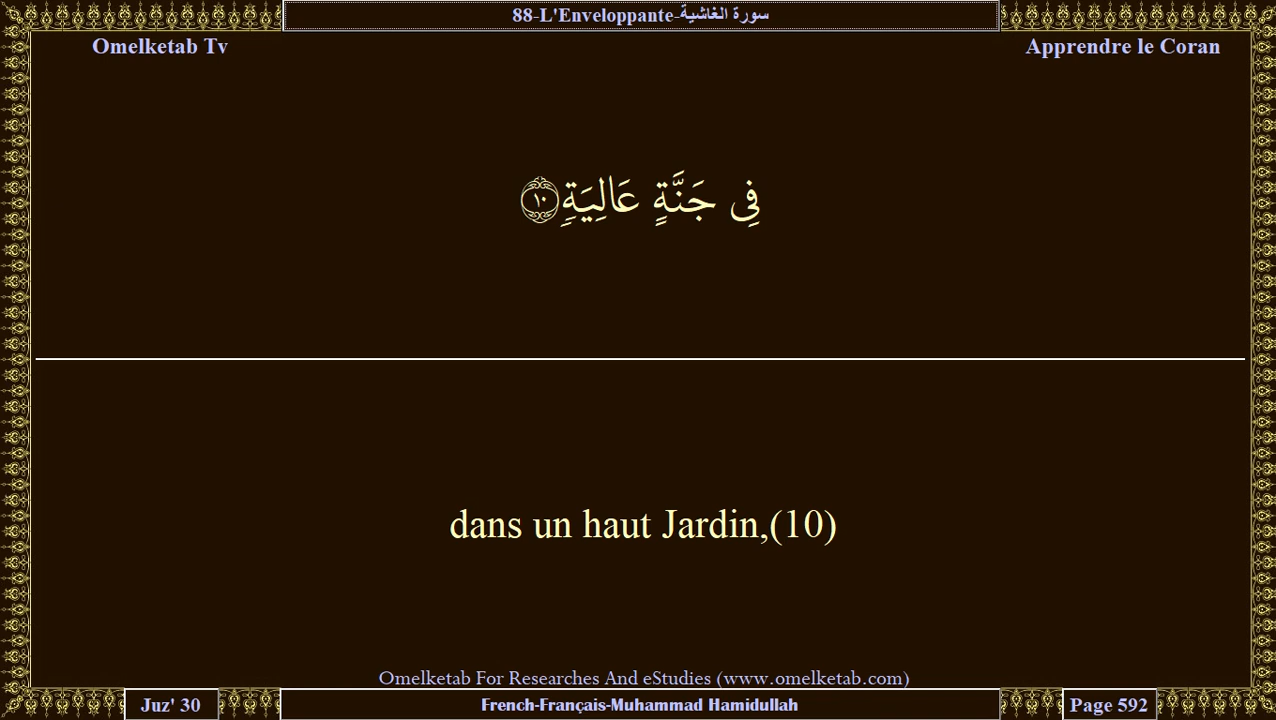 88-L'Enveloppante-سورة الغاشية
Omelketab Tv
Apprendre le Coran
فِى جَنَّةٍ عَالِيَةٍ ۝١٠
dans un haut Jardin,(10)
Omelketab For Researches And eStudies (www.omelketab.com)
Juz' 30
French-Français-Muhammad Hamidullah
Page 592